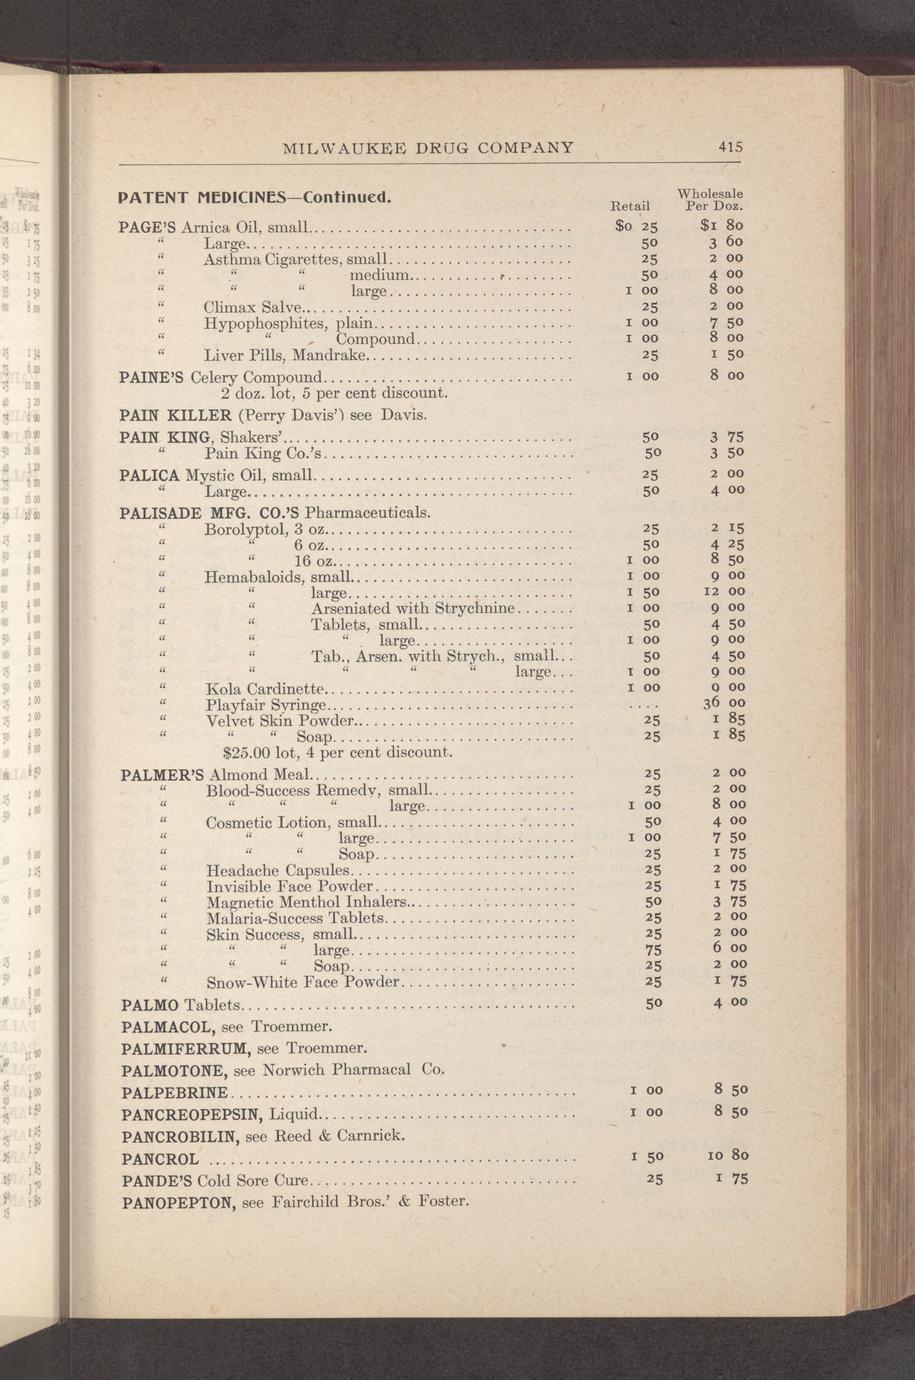 MILWAUKEE DRUG COMPANY 415
PATENT MEDICINES—Continued. Retail Wholesale Per Doz.
PAGE'S Arnica Oil, small.............................. $0 25 $1 80
" Large.............................. 50 3 60
" Asthma Cigarettes, small.............................. 25 2 00
" " " medium.............................. 50 4 00
" " " large.............................. 1 00 8 00
" Climax Salve.............................. 25 2 00
" Hypophosphites, plain.............................. 1 00 7 50
" " Compound.............................. 1 00 8 00
" Liver Pills, Mandrake.............................. 25 1 50
PAINE'S Celery Compound.............................. 1 00 8 00
2 doz. lot, 5 per cent discount.
PAIN KILLER (Perry Davis') see Davis.
PAIN KING, Shakers'.............................. 50 3 75
" Pain King Co.'s.............................. 50 3 50
PALICA Mystic Oil, small.............................. 25 2 00
" Large.............................. 50 4 00
PALISADE MFG. CO.'S Pharmaceuticals.
" Borolyptol, 3 oz.............................. 25 2 15
" " 6 oz.............................. 50 4 25
" " 16 oz.............................. 1 00 8 50
" Hemabaloids, small.............................. 1 00 9 00
" " large.............................. 1 50 12 00
" " Arseniated with Strychnine....... 1 00 9 00
" " Tablets, small.............................. 50 4 50
" " " large.............................. 1 00 9 00
" " Tab., Arsen. with Strych., small... 50 4 50
" " " " " large... 1 00 9 00
" Kola Cardinette.............................. 1 00 9 00
" Playfair Syringe.............................. .... 36 00
" Velvet Skin Powder.............................. 25 1 85
" " " Soap.............................. 25 1 85
$25.00 lot, 4 per cent discount.
PALMER'S Almond Meal.............................. 25 2 00
" Blood-Success Remedy, small.............................. 25 2 00
" " " " large.............................. 1 00 8 00
" Cosmetic Lotion, small.............................. 50 4 00
" " " large.............................. 1 00 7 50
" " " Soap.............................. 25 1 75
" Headache Capsules.............................. 25 2 00
" Invisible Face Powder.............................. 25 1 75
" Magnetic Menthol Inhalers.............................. 50 3 75
" Malaria-Success Tablets.............................. 25 2 00
" Skin Success, small.............................. 25 2 00
" " " large.............................. 75 6 00
" " " Soap.............................. 25 2 00
" Snow-White Face Powder.............................. 25 1 75
PALMO Tablets.............................. 50 4 00
PALMACOL, see Troemmer.
PALMIFERRUM, see Troemmer.
PALMOTONE, see Norwich Pharmacal Co.
PALPEBRINE.............................. 1 00 8 50
PANCREOPEPSIN, Liquid.............................. 1 00 8 50
PANCROBILIN, see Reed & Carnrick.
PANCROL .............................. 1 50 10 80
PANDE'S Cold Sore Cure.............................. 25 1 75
PANOPEPTON, see Fairchild Bros.' & Foster.